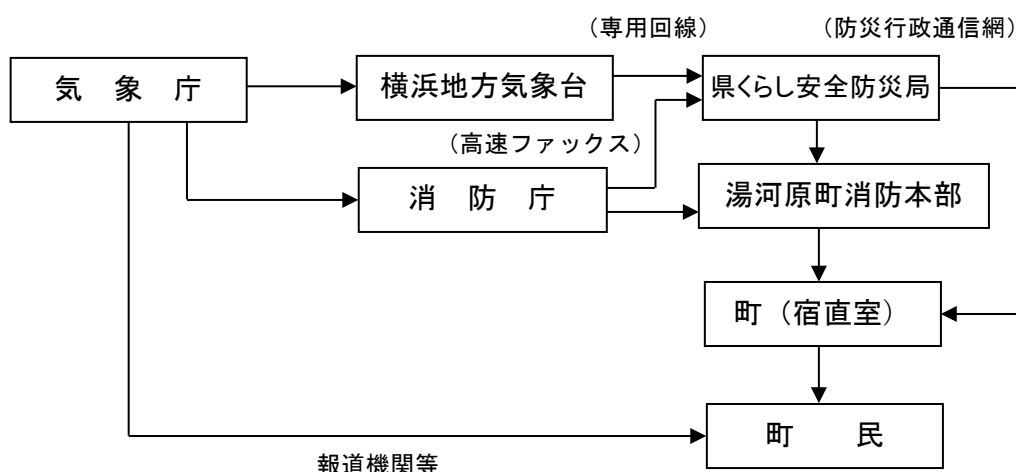 （専用回線）　（防災行政通信網）
気　象　庁　横浜地方気象台　県くらし安全防災局
（高速ファックス）
消　防　庁　湯河原町消防本部
町（宿直室）
町　　民
報道機関等